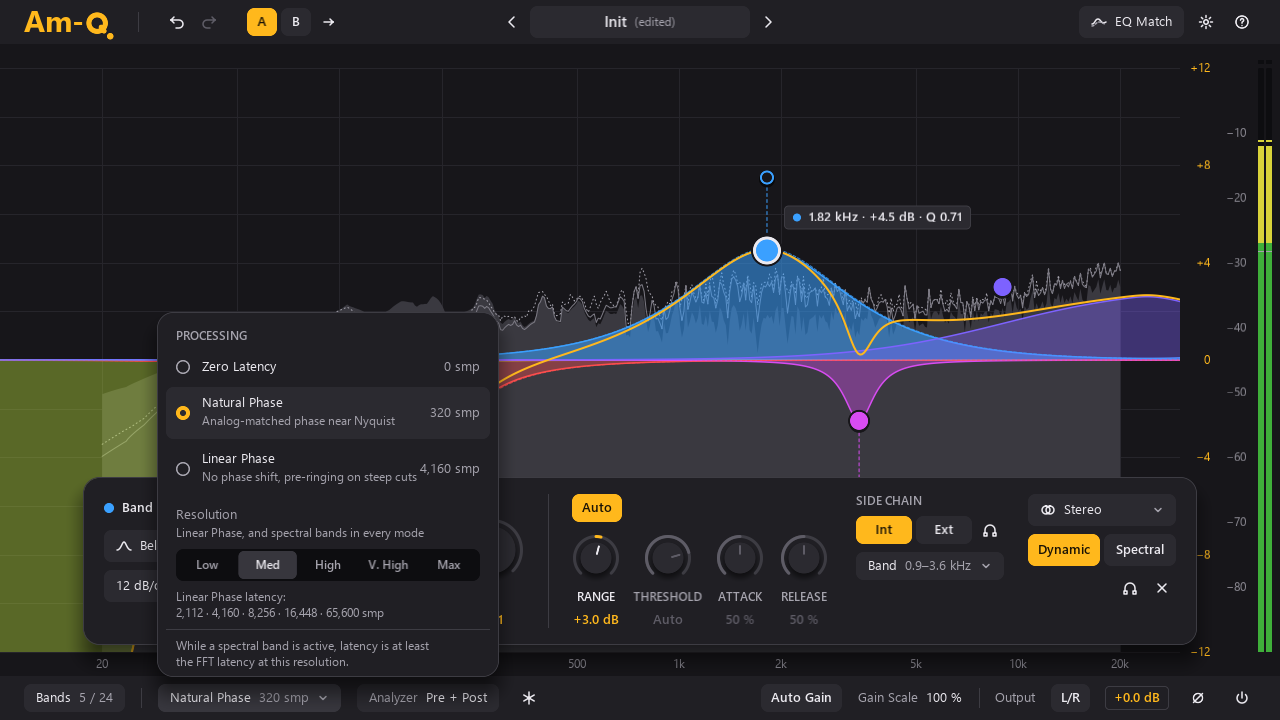 Am-Q
A
B
Init (edited)
EQ Match
+12
-10
+8
-20
1.82 kHz · +4.5 dB · Q 0.71
+4
-30
-40
0
-50
-4
-60
-70
-8
-80
-12
PROCESSING
Zero Latency 0 smp
Natural Phase
Analog-matched phase near Nyquist
320 smp
Linear Phase
No phase shift, pre-ringing on steep cuts
4,160 smp
Resolution
Linear Phase, and spectral bands in every mode
Low Med High V. High Max
Linear Phase latency:
2,112 · 4,160 · 8,256 · 16,448 · 65,600 smp
While a spectral band is active, latency is at least
the FFT latency at this resolution.
Band
12 dB/
Auto
RANGE THRESHOLD ATTACK RELEASE
+3.0 dB Auto 50 % 50 %
SIDE CHAIN
Int Ext
Band 0.9–3.6 kHz
Stereo
Dynamic Spectral
20 500 1k 2k 5k 10k 20k
Bands 5 / 24
Natural Phase 320 smp
Analyzer Pre + Post
Auto Gain
Gain Scale 100 %
Output L/R +0.0 dB